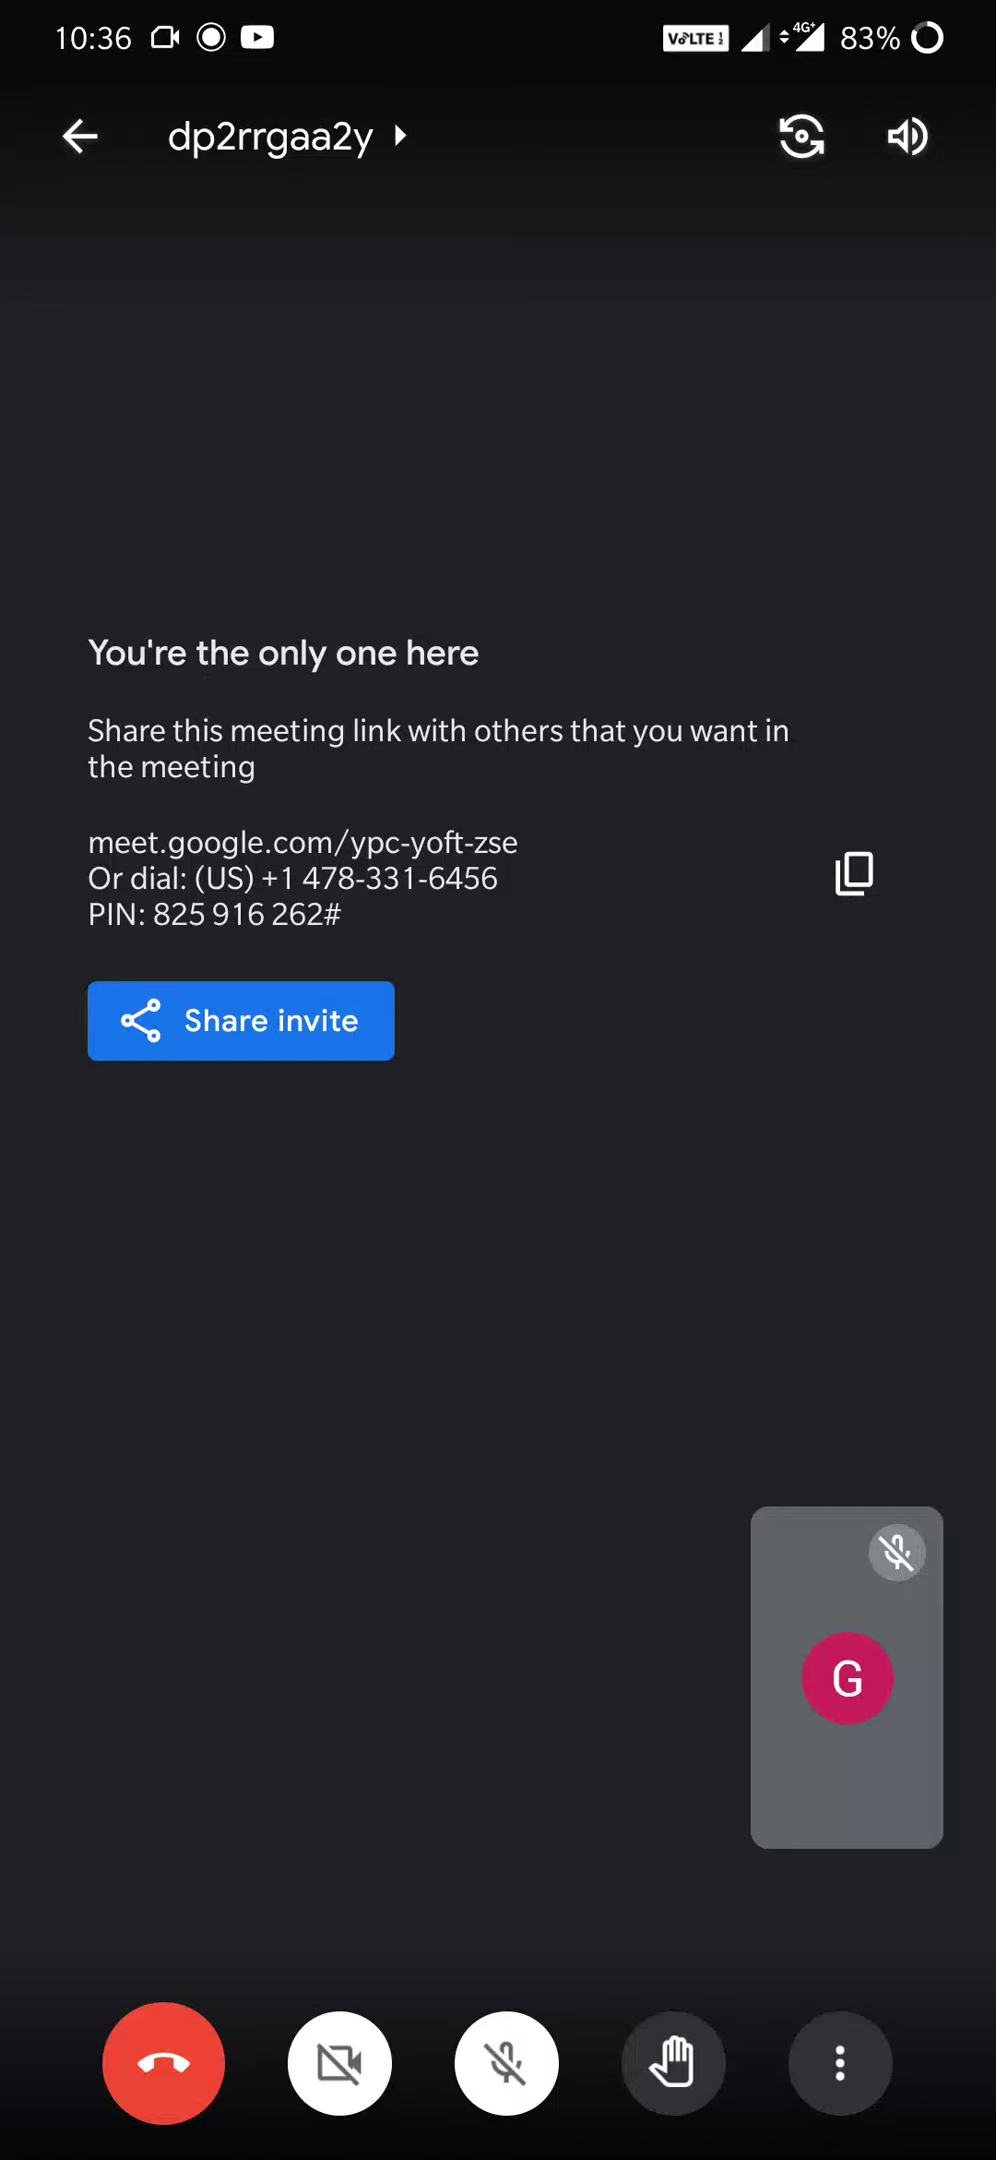 10:36
VoLTE 1 2
4G+
83%
dp2rrgaa2y
You're the only one here
Share this meeting link with others that you want in
the meeting
meet.google.com/ypc-yoft-zse
Or dial: (US) +1 478-331-6456
PIN: 825 916 262#
Share invite
G